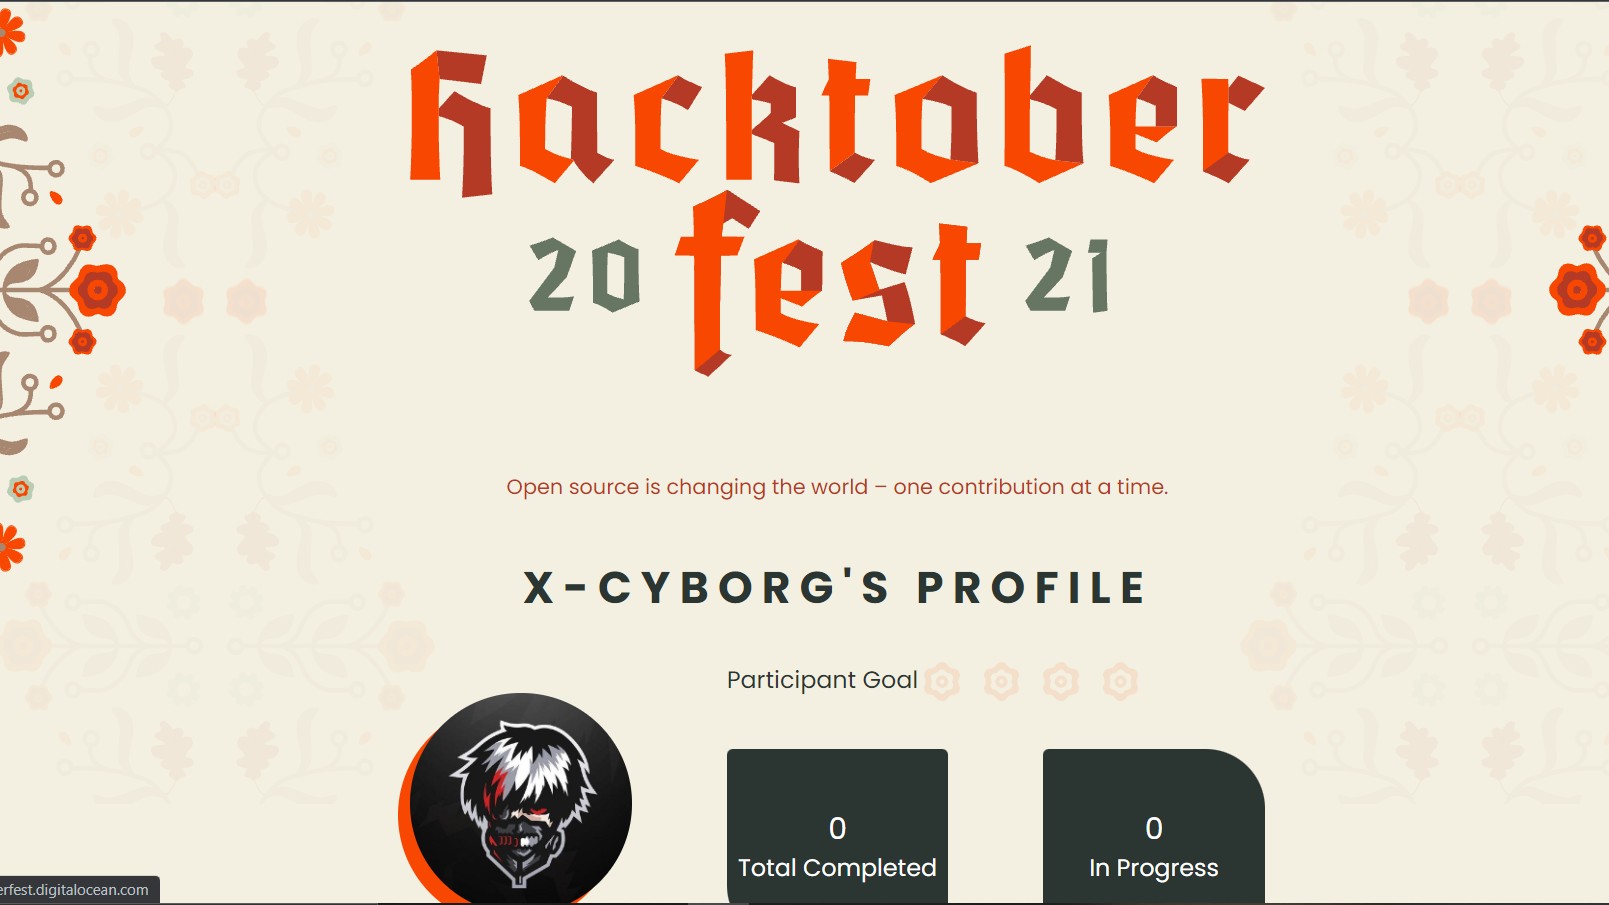 hacktober
20 fest 21
Open source is changing the world – one contribution at a time.
X-CYBORG'S PROFILE
Participant Goal
0
Total Completed
0
In Progress
erfest.digitalocean.com